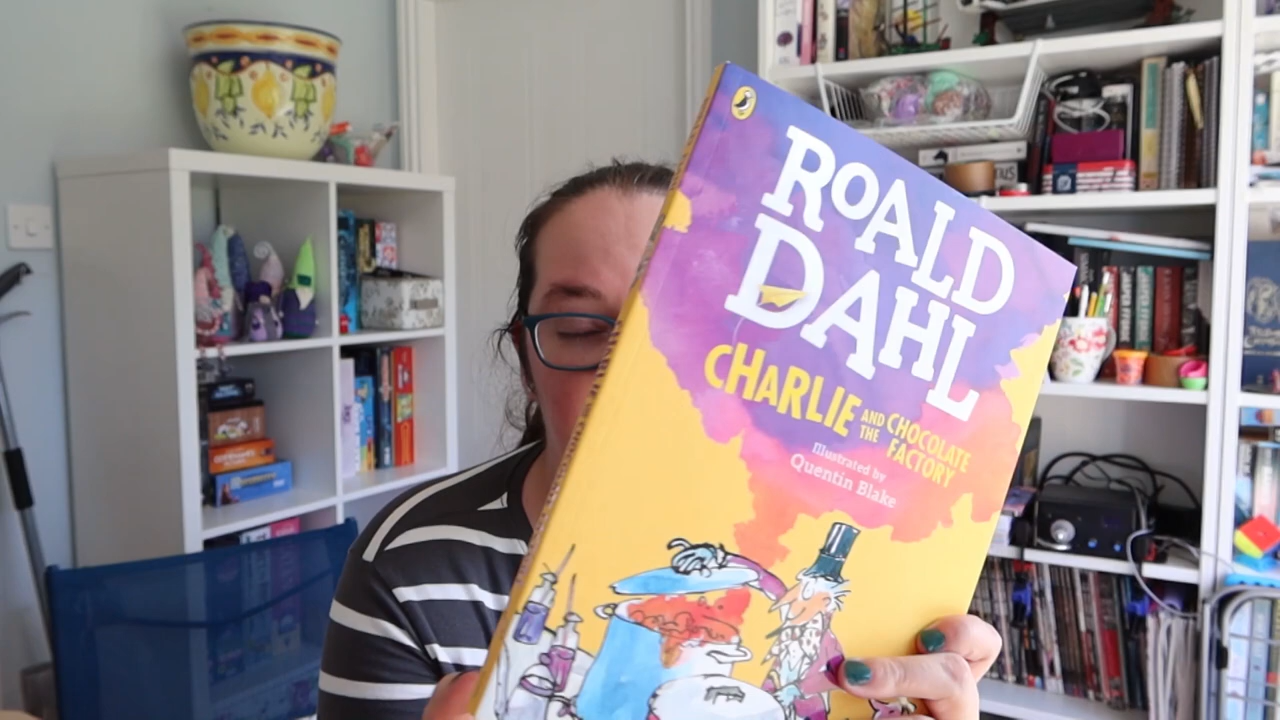 ROALD
DAHL
CHARLIE
AND
THE
CHOCOLATE
FACTORY
Illustrated by
Quentin Blake